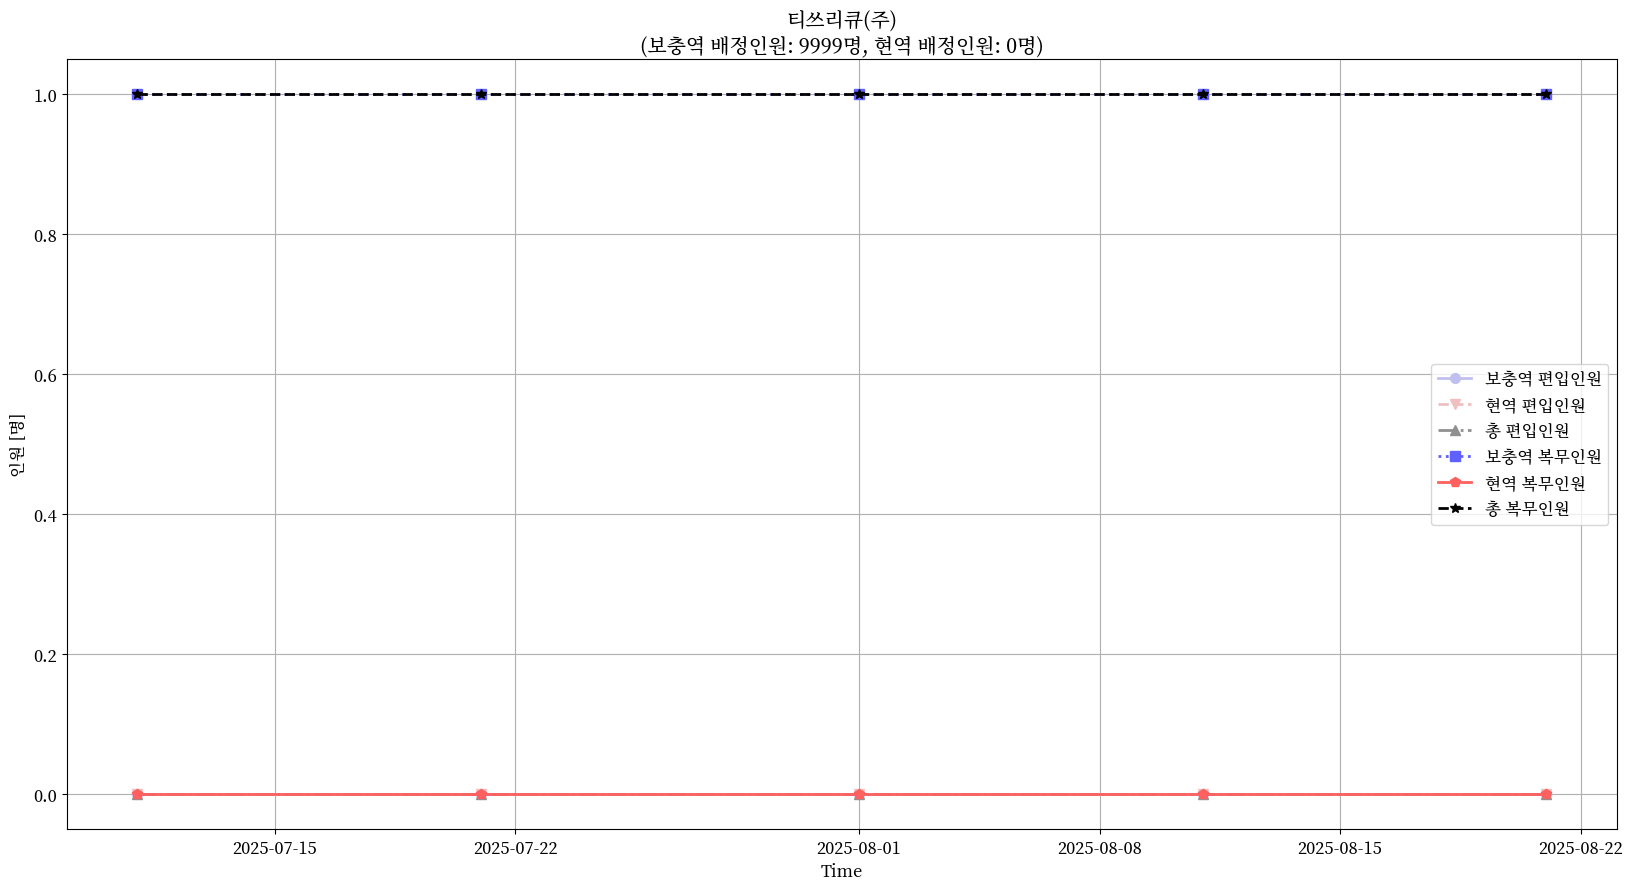 티쓰리큐(주)
(보충역 배정인원: 9999명, 현역 배정인원: 0명)
1.0
0.8
0.6
0.4
0.2
0.0
인원 [명]
보충역 편입인원
현역 편입인원
총 편입인원
보충역 복무인원
현역 복무인원
총 복무인원
2025-07-15
2025-07-22
2025-08-01
2025-08-08
2025-08-15
2025-08-22
Time